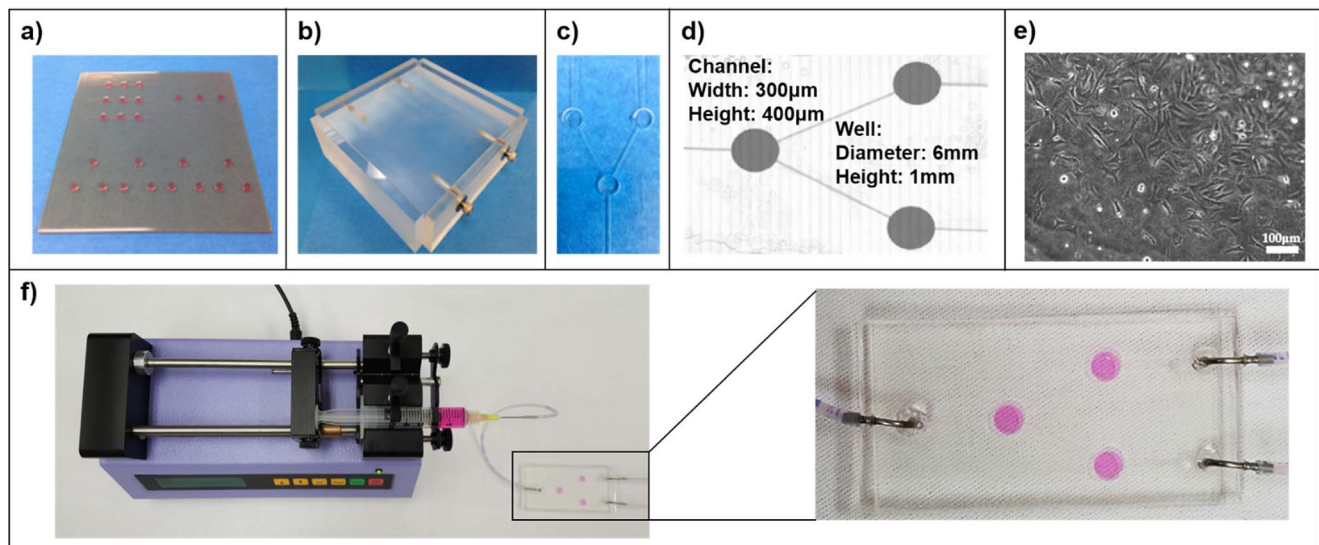 a)
b)
c)
d)
Channel:
Width: 300µm
Height: 400µm
Well:
Diameter: 6mm
Height: 1mm
e)
100µm
f)